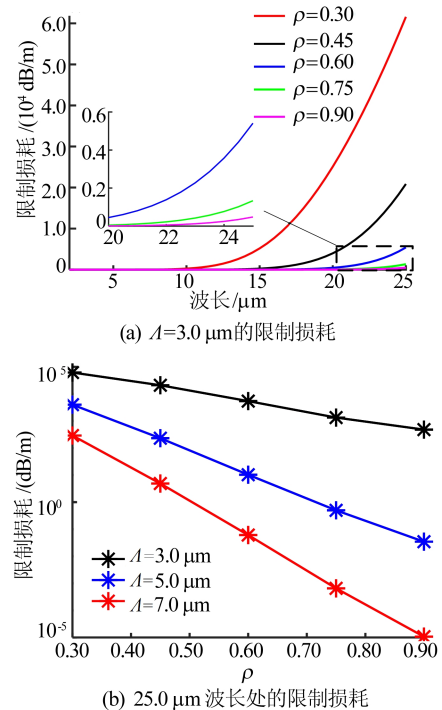 限制损耗/(10⁴ dB/m)
6.0
5.0
4.0
3.0
2.0
1.0
0
ρ=0.30
ρ=0.45
ρ=0.60
ρ=0.75
ρ=0.90
0.6
0.4
0.2
0
20 22 24
5 10 15 20 25
波长/μm
(a) Λ=3.0 μm的限制损耗
限制损耗/(dB/m)
10⁵
10⁰
10⁻⁵
Λ=3.0 μm
Λ=5.0 μm
Λ=7.0 μm
0.30 0.40 0.50 0.60 0.70 0.80 0.90
ρ
(b) 25.0 μm 波长处的限制损耗